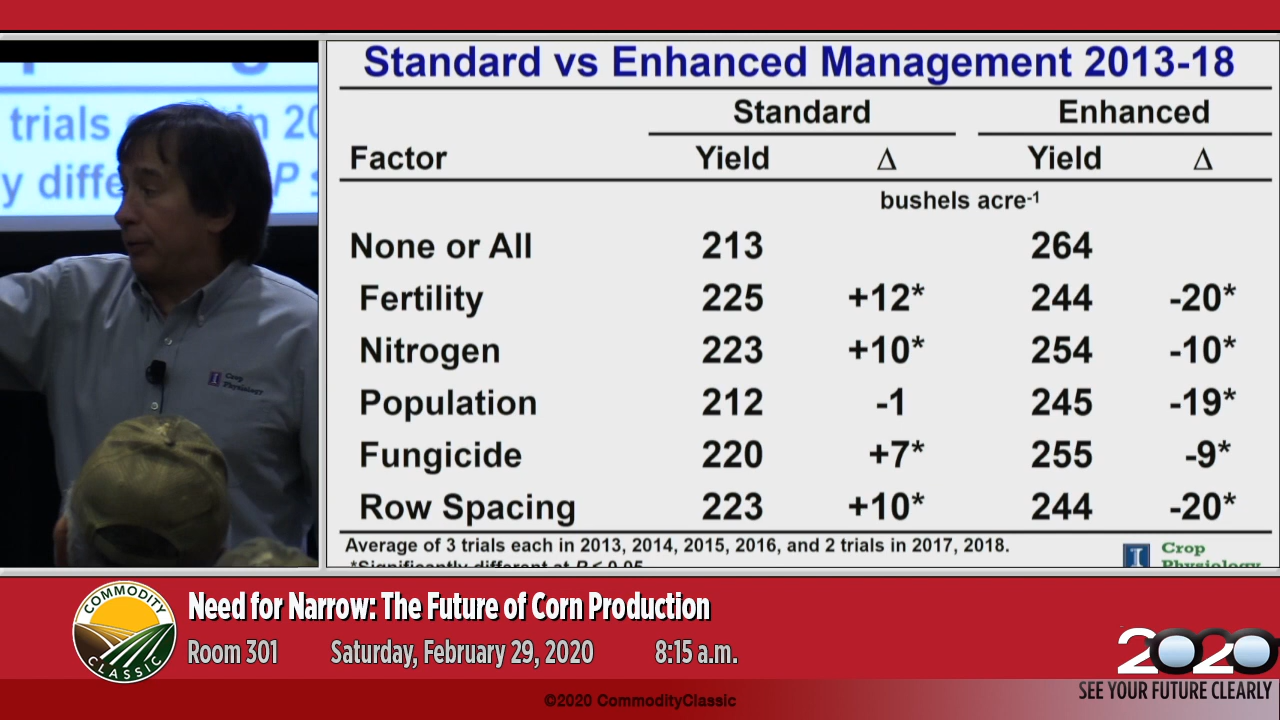 trials in 20
y diffe P ≤
Crop
Physiology
Standard vs Enhanced Management 2013-18
Standard Enhanced
Factor Yield Δ Yield Δ
bushels acre-1
None or All 213 264
Fertility 225 +12* 244 -20*
Nitrogen 223 +10* 254 -10*
Population 212 -1 245 -19*
Fungicide 220 +7* 255 -9*
Row Spacing 223 +10* 244 -20*
Average of 3 trials each in 2013, 2014, 2015, 2016, and 2 trials in 2017, 2018.
*Significantly different at P ≤ 0.05
I Crop
Physiology
COMMODITY
CLASSIC
Need for Narrow: The Future of Corn Production
Room 301 Saturday, February 29, 2020 8:15 a.m.
2020
SEE YOUR FUTURE CLEARLY
©2020 CommodityClassic